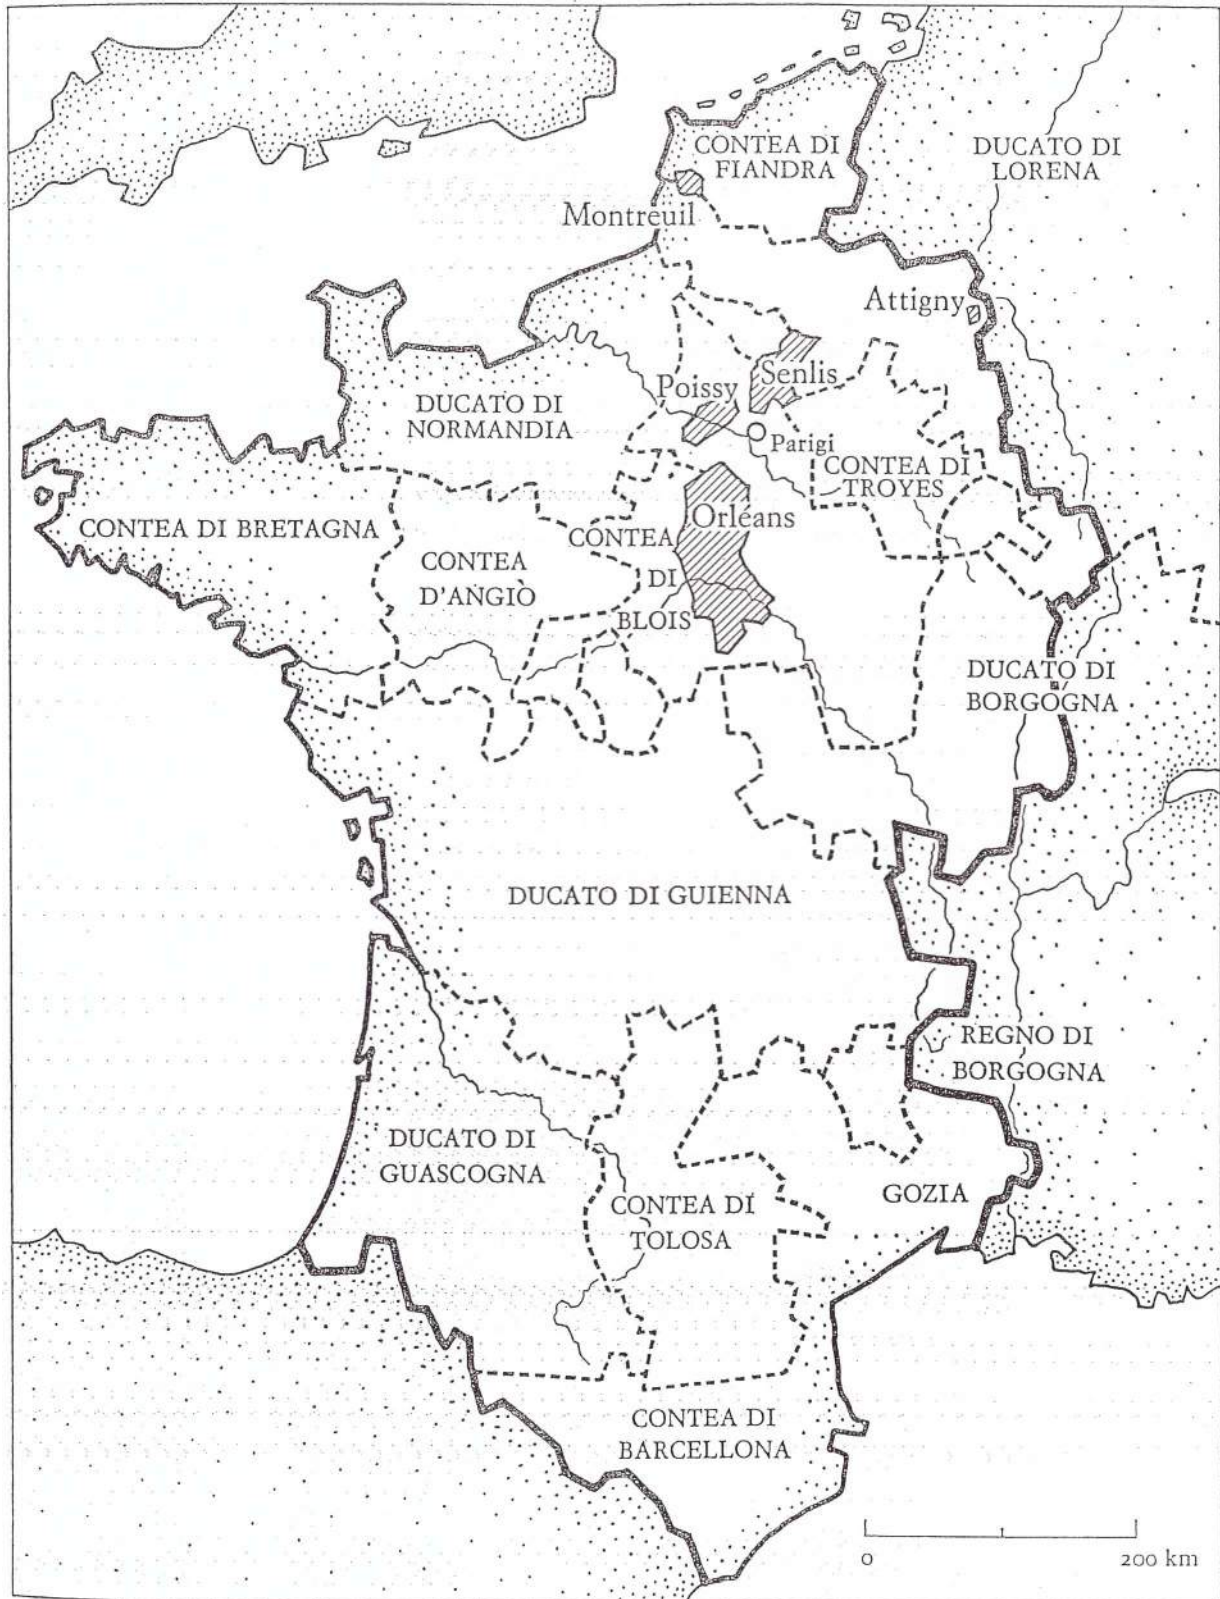 CONTEA DI
FIANDRA
DUCATO DI
LORENA
Montreuil
Attigny
Senlis
Poissy
Parigi
DUCATO DI
NORMANDIA
CONTEA DI
TROYES
CONTEA DI BRETAGNA
CONTEA
D'ANGIÒ
Orléans
CONTEA
DI
BLOIS
DUCATO DI
BORGOGNA
DUCATO DI GUIENNA
REGNO DI
BORGOGNA
DUCATO DI
GUASCOGNA
CONTEA DI
TOLOSA
GOZIA
CONTEA DI
BARCELLONA
0 200 km